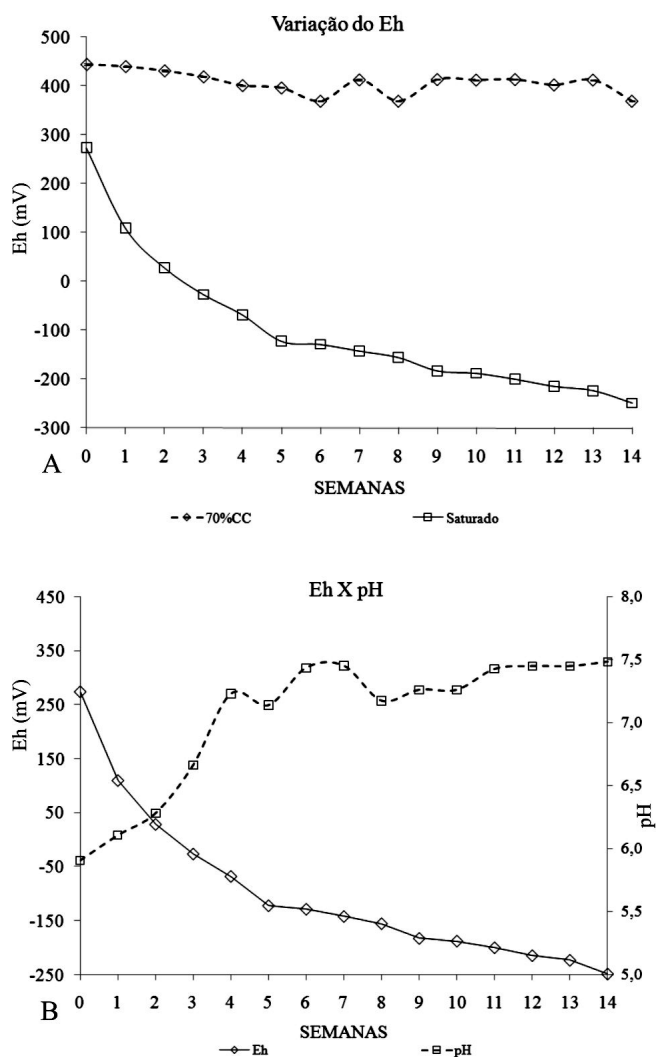 Variação do Eh
500
400
300
200
100
0
-100
-200
-300
Eh (mV)
A
0 1 2 3 4 5 6 7 8 9 10 11 12 13 14
SEMANAS
70%CC Saturado
Eh X pH
450
350
250
150
50
-50
-150
-250
Eh (mV)
8,0
7,5
7,0
6,5
6,0
5,5
5,0
pH
B
0 1 2 3 4 5 6 7 8 9 10 11 12 13 14
SEMANAS
Eh pH